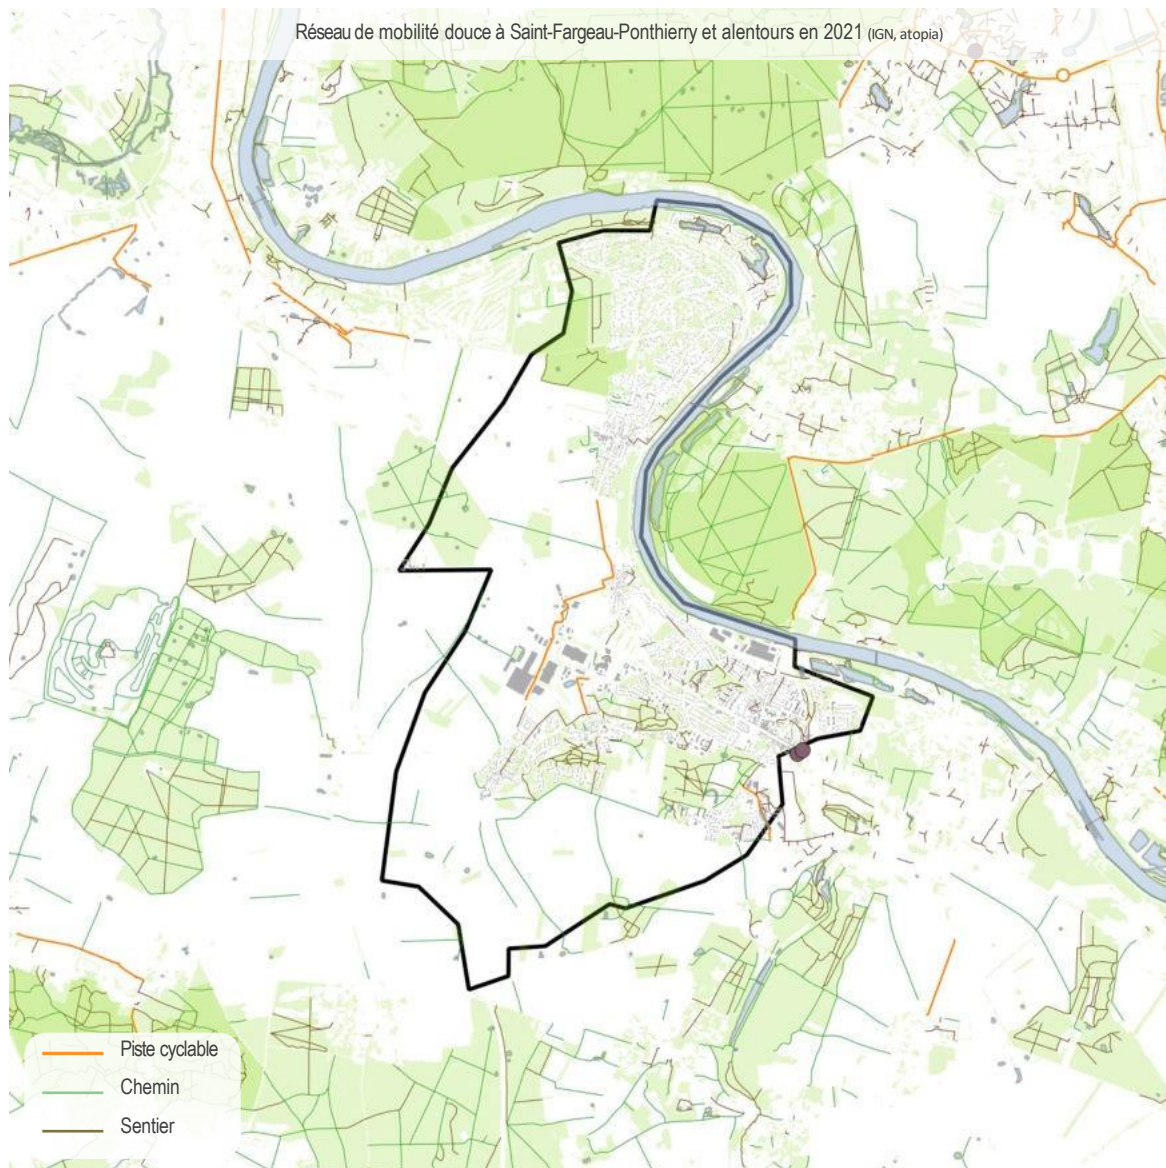 Réseau de mobilité douce à Saint-Fargeau-Ponthierry et alentours en 2021 (IGN, atopia)
Piste cyclable
Chemin
Sentier